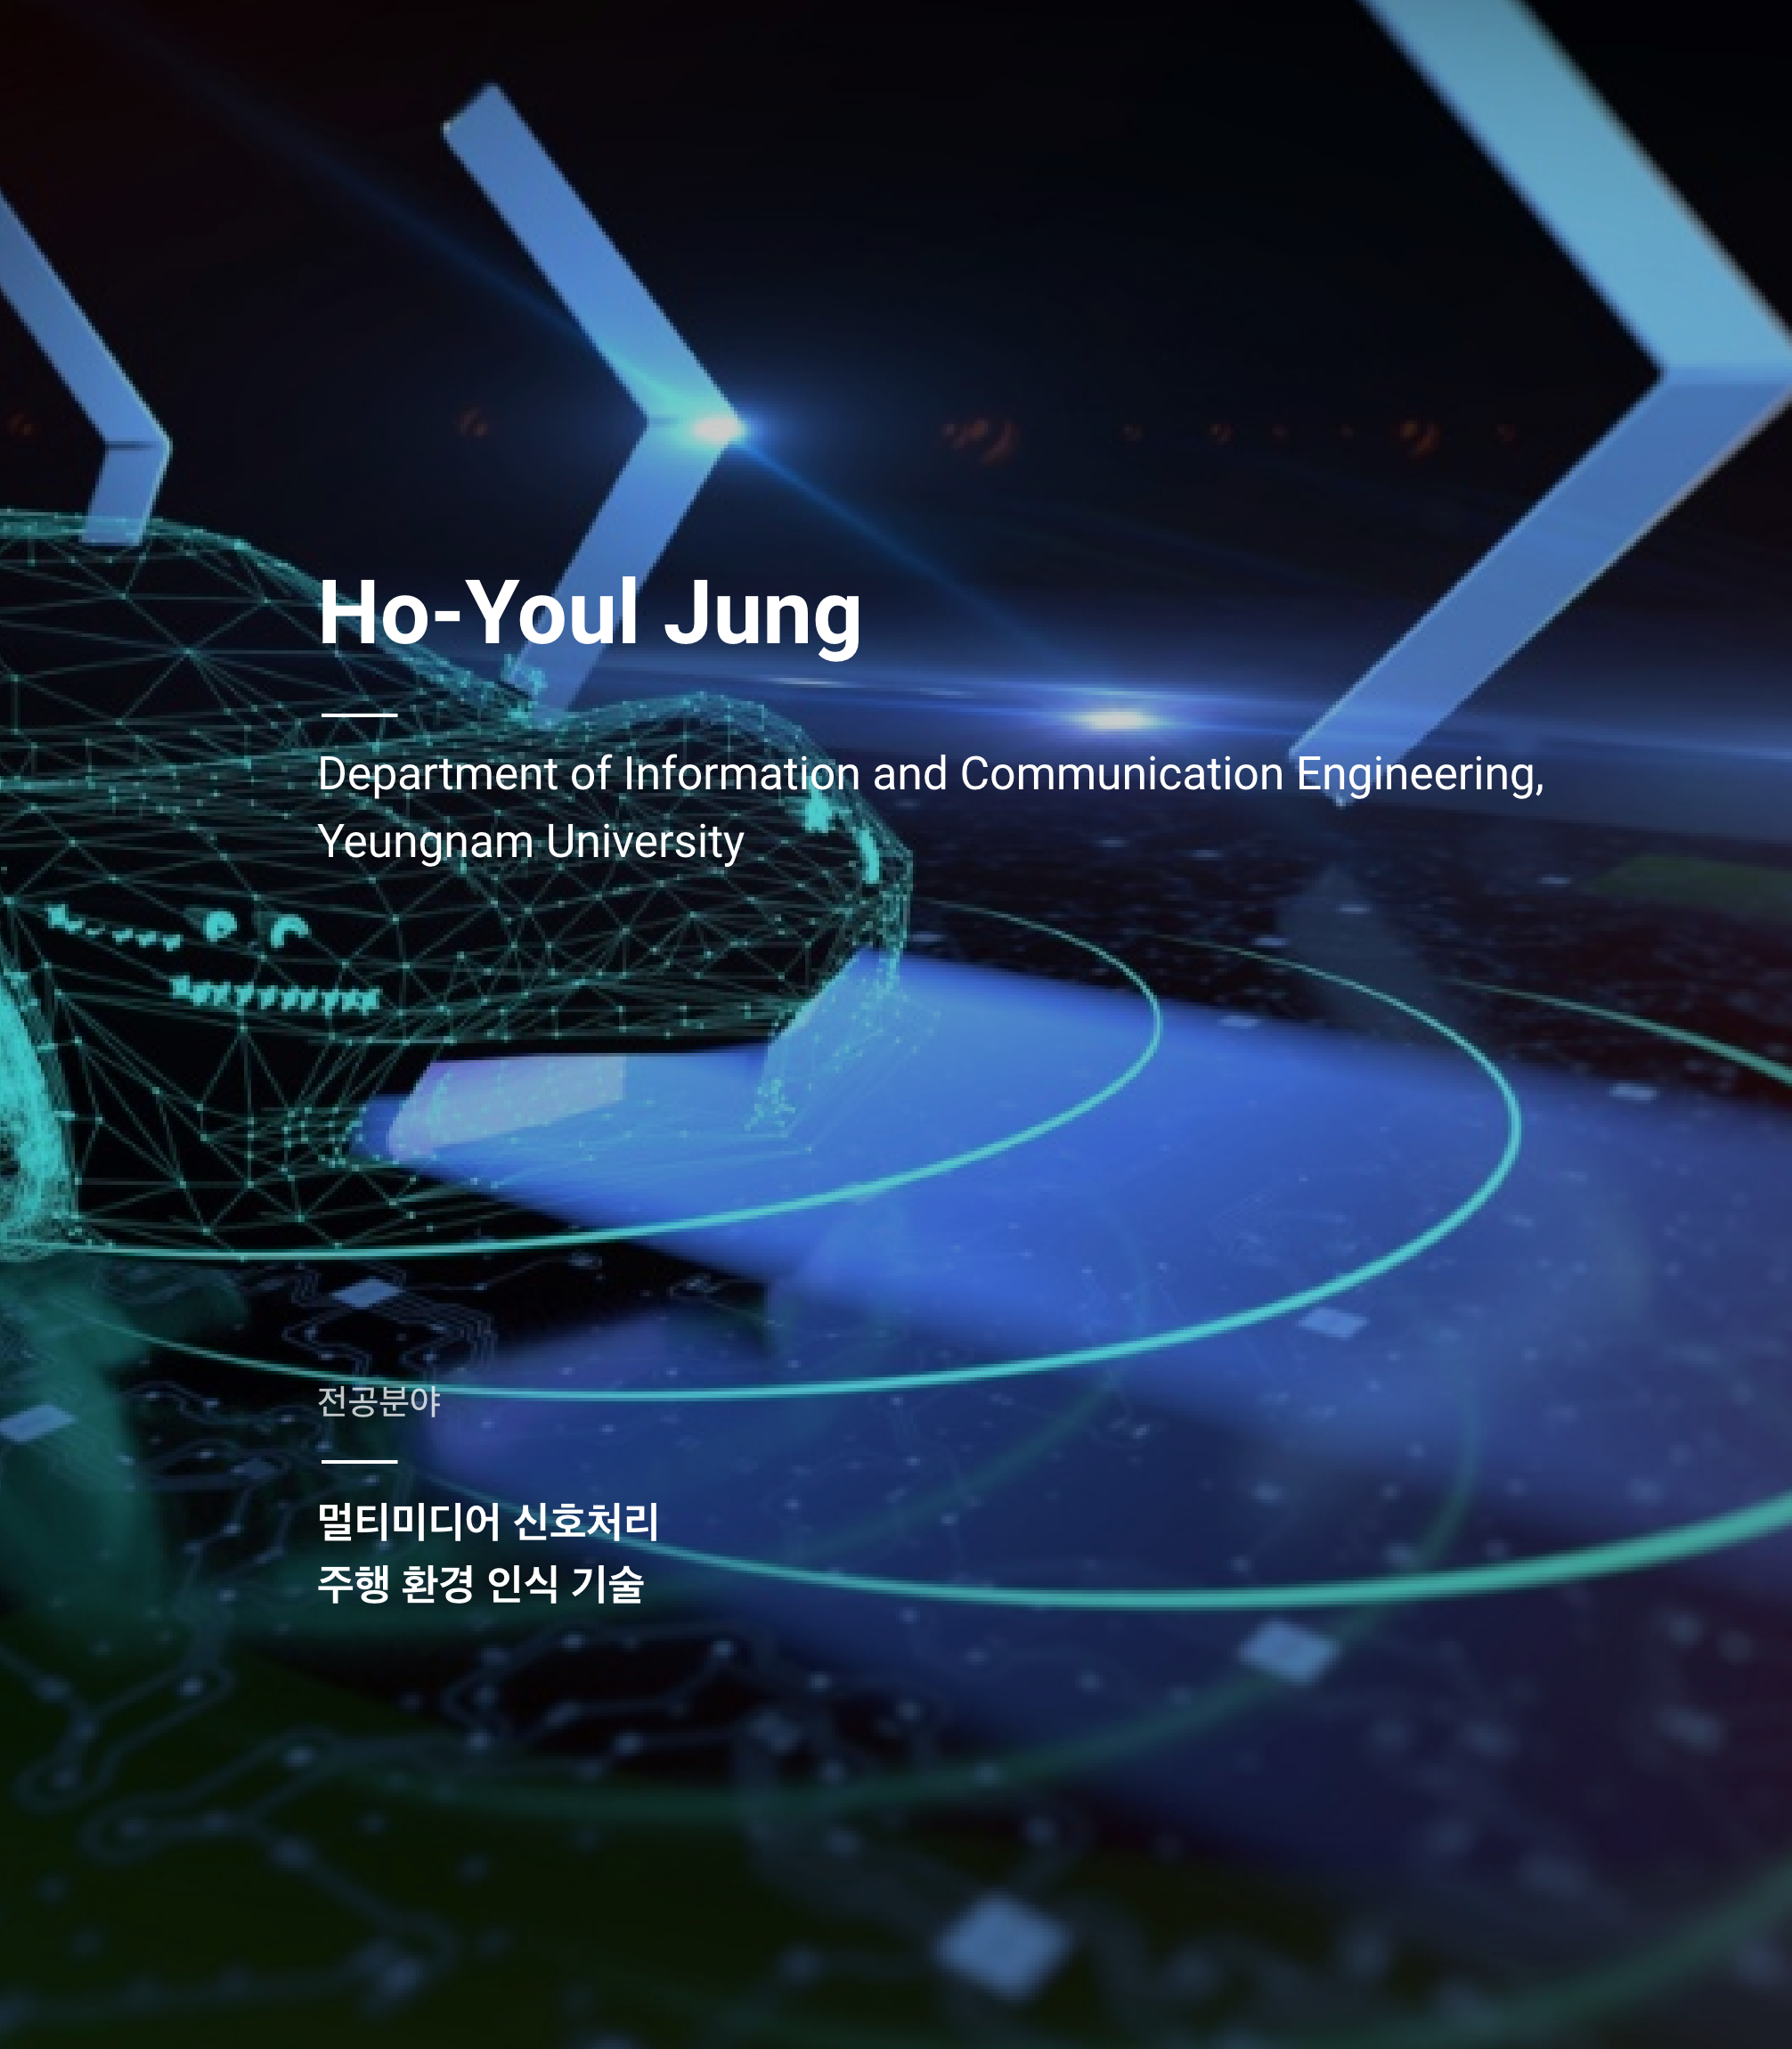 Ho-Youl Jung
Department of Information and Communication Engineering,
Yeungnam University
전공분야
멀티미디어 신호처리
주행 환경 인식 기술